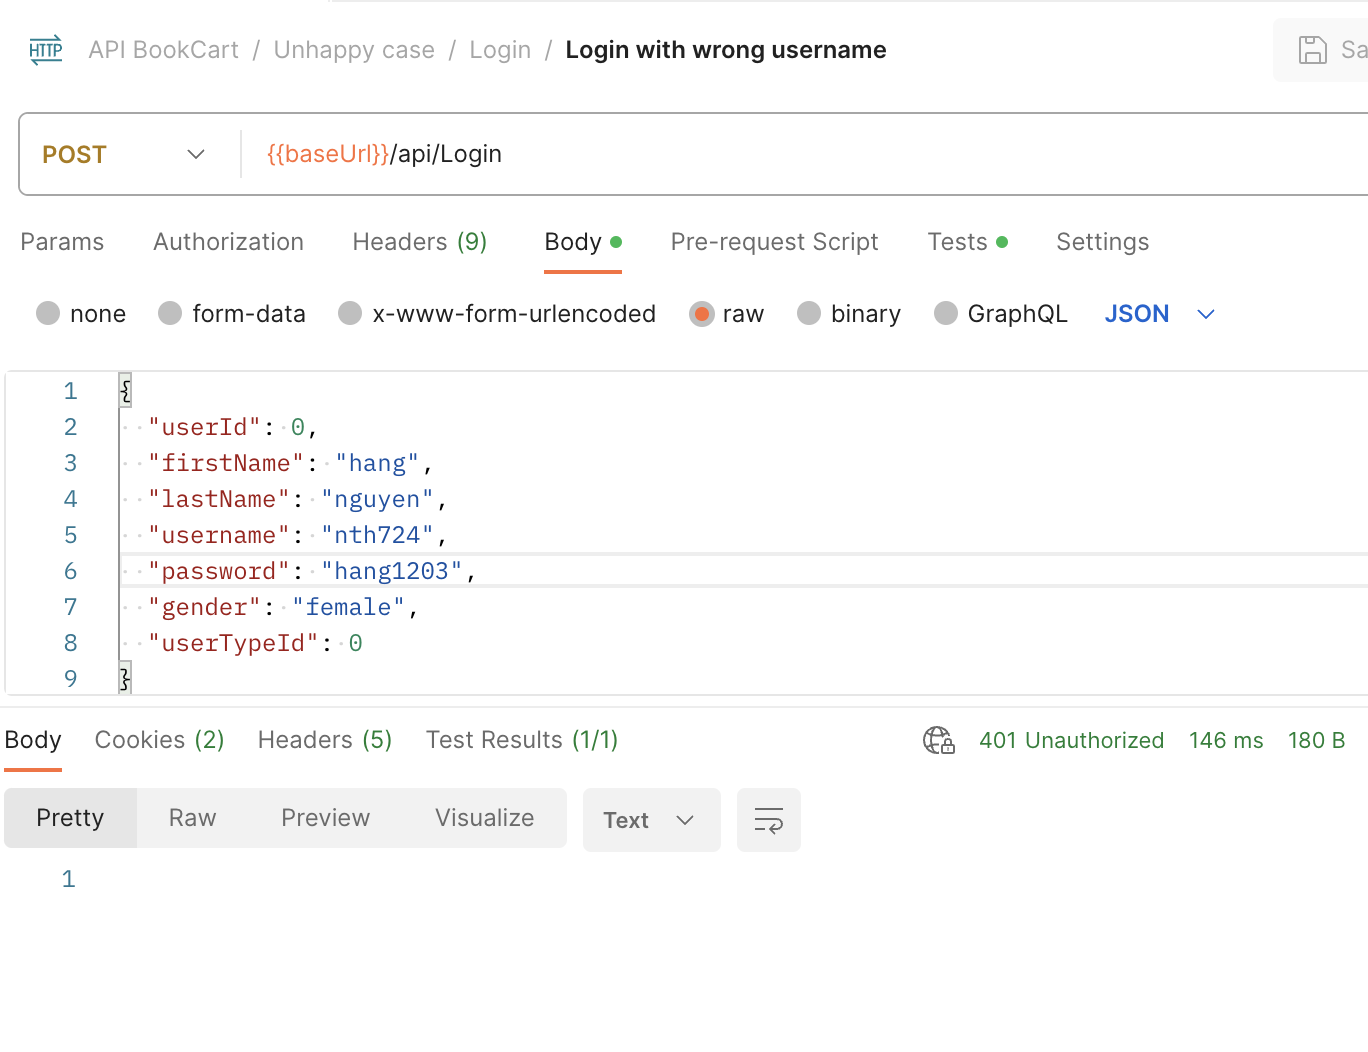 HTTP API BookCart / Unhappy case / Login / Login with wrong username Sa
POST {{baseUrl}}/api/Login
Params Authorization Headers (9) Body Pre-request Script Tests Settings
none form-data x-www-form-urlencoded raw binary GraphQL JSON
1 {
2 "userId": 0,
3 "firstName": "hang",
4 "lastName": "nguyen",
5 "username": "nth724",
6 "password": "hang1203",
7 "gender": "female",
8 "userTypeId": 0
9 }
Body Cookies (2) Headers (5) Test Results (1/1) 401 Unauthorized 146 ms 180 B
Pretty Raw Preview Visualize Text
1